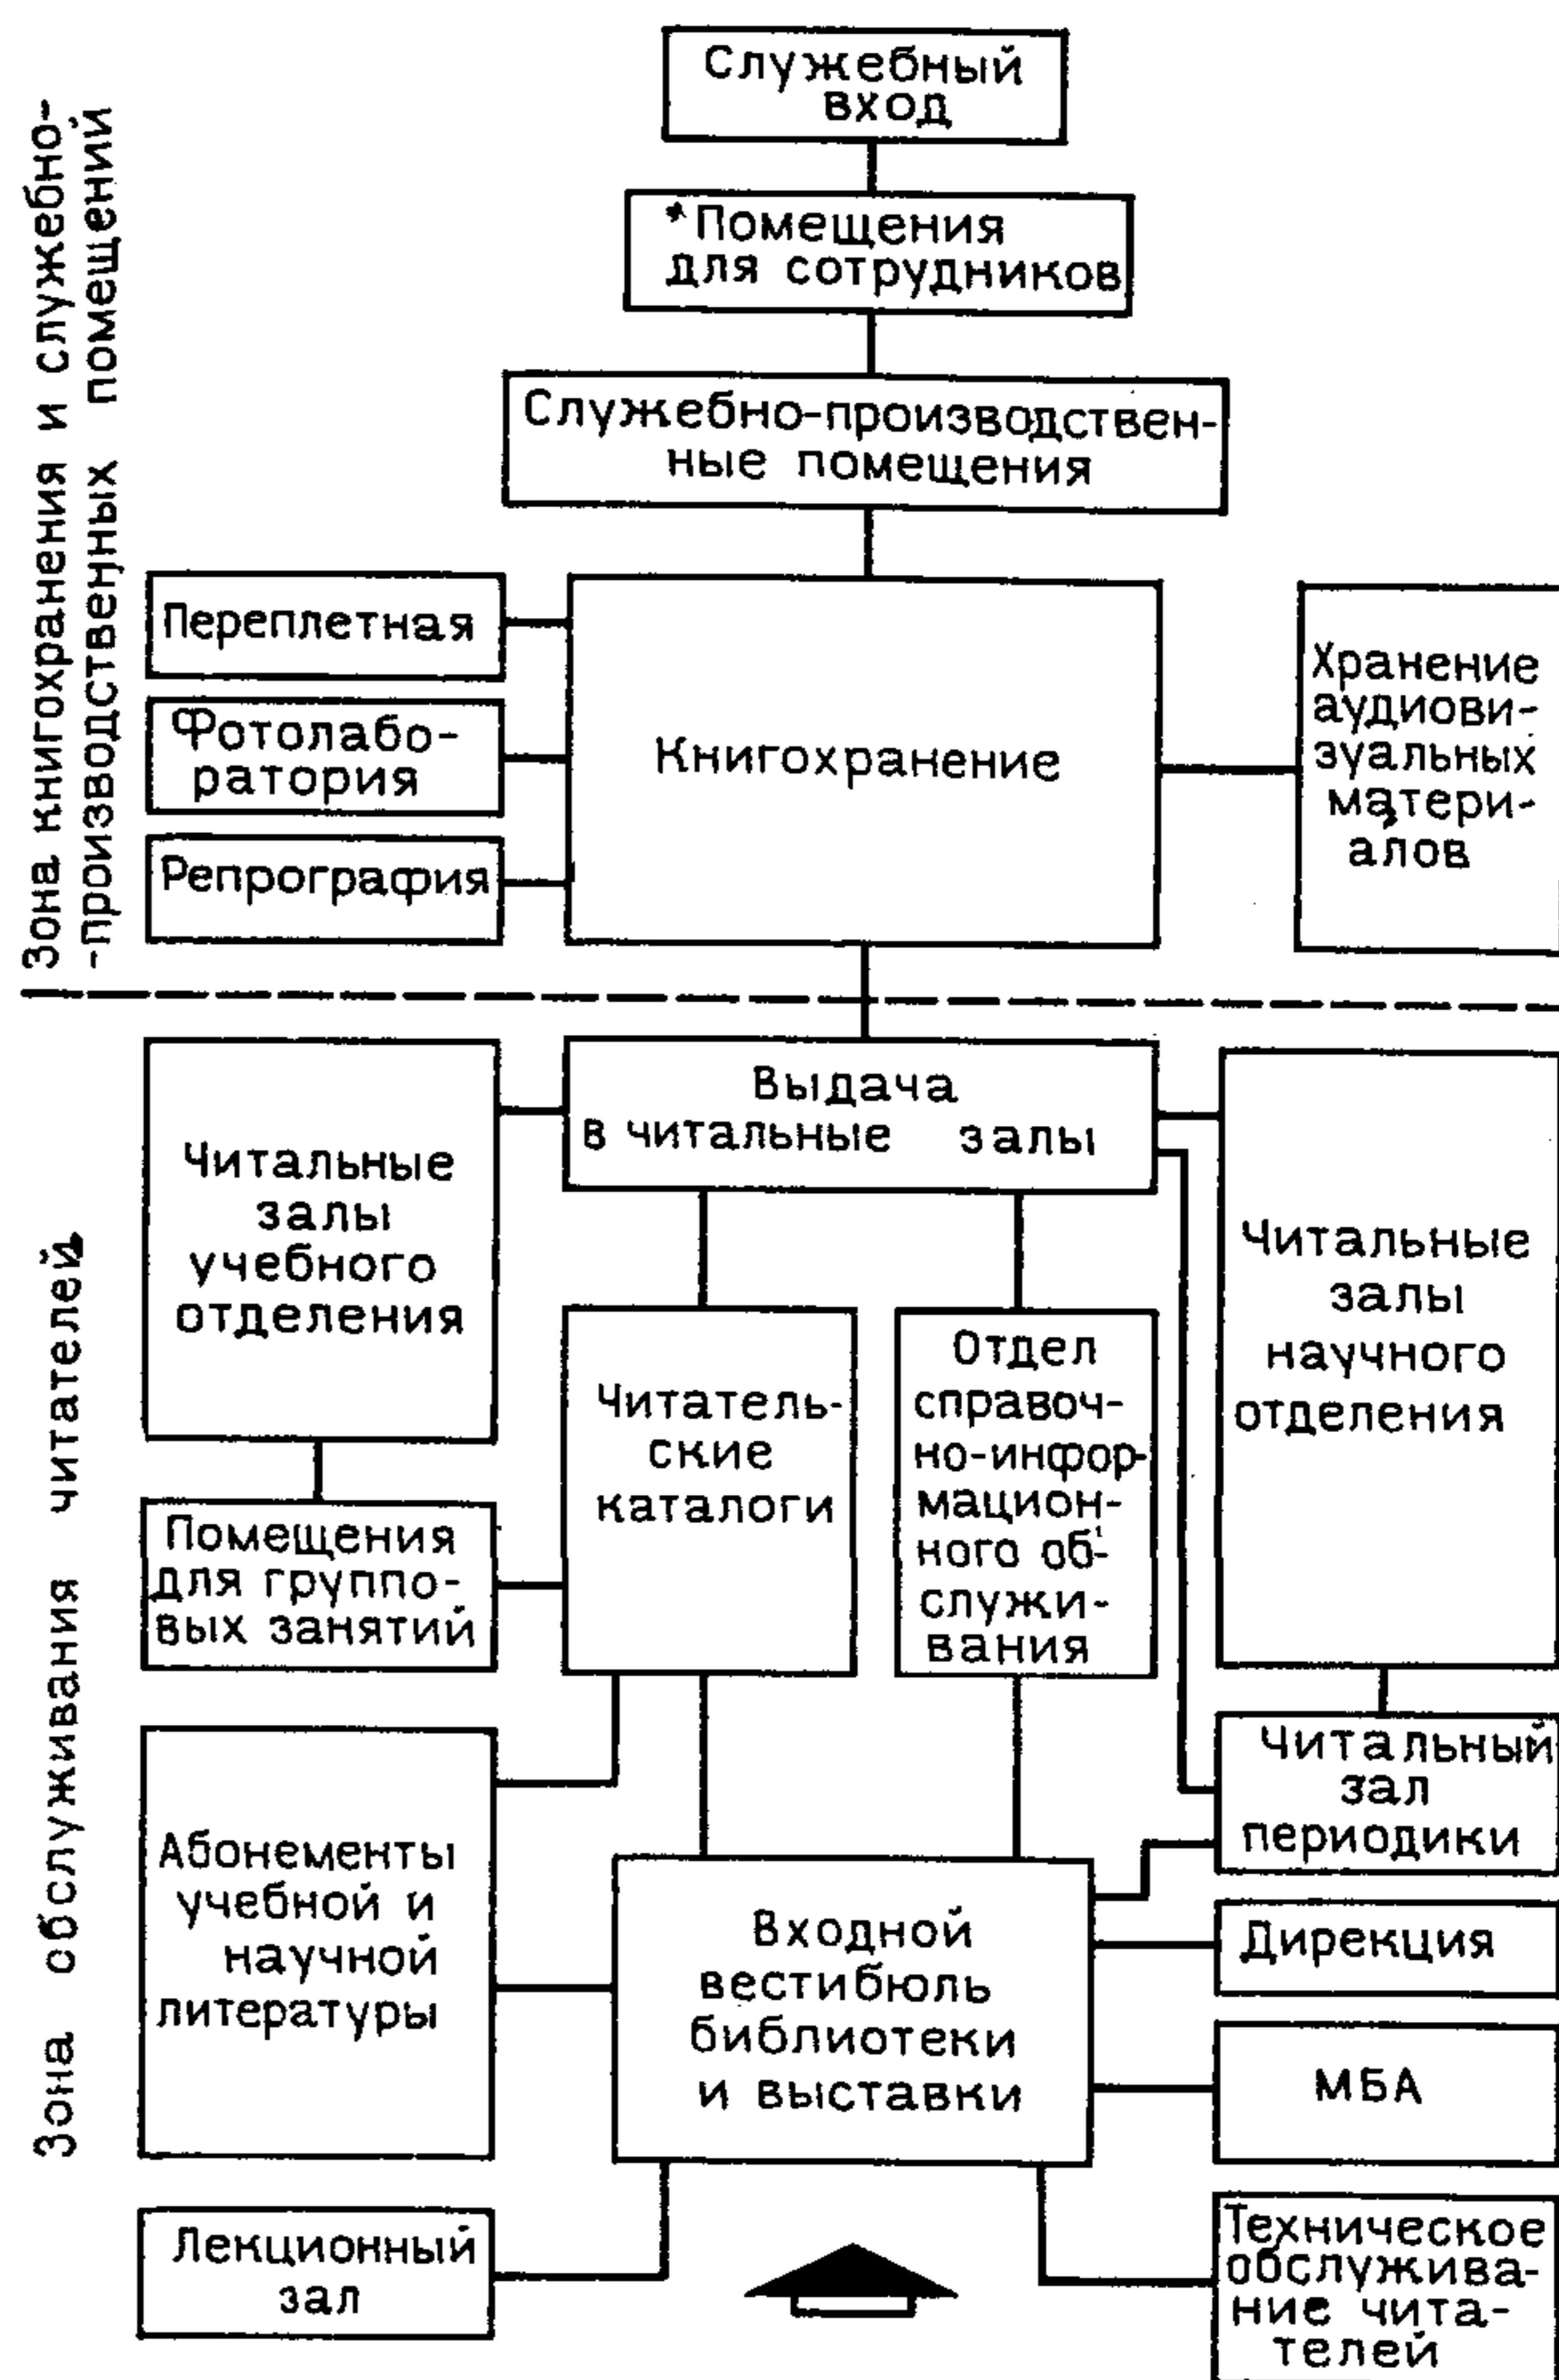 Служебный
вход
*Помещения
для сотрудников
Служебно-производствен-
ные помещения
Зона книгохранения и служебно-
-производственных помещений
Переплетная
Фотолабо-
ратория
Репрография
Книгохранение
Хранение
аудиови-
зуальных
матери-
алов
Зона обслуживания читателей
Выдача
в читальные залы
Читальные
залы
учебного
отделения
Читальные
залы
научного
отделения
Читатель-
ские
каталоги
Отдел
справоч-
но-инфор-
мацион-
ного об-
служи-
вания
Помещения
для группо-
вых занятий
Читальный
зал
периодики
Абонементы
учебной и
научной
литературы
Входной
вестибюль
библиотеки
и выставки
Дирекция
МБА
Лекционный
зал
Техническое
обслужива-
ние чита-
телей